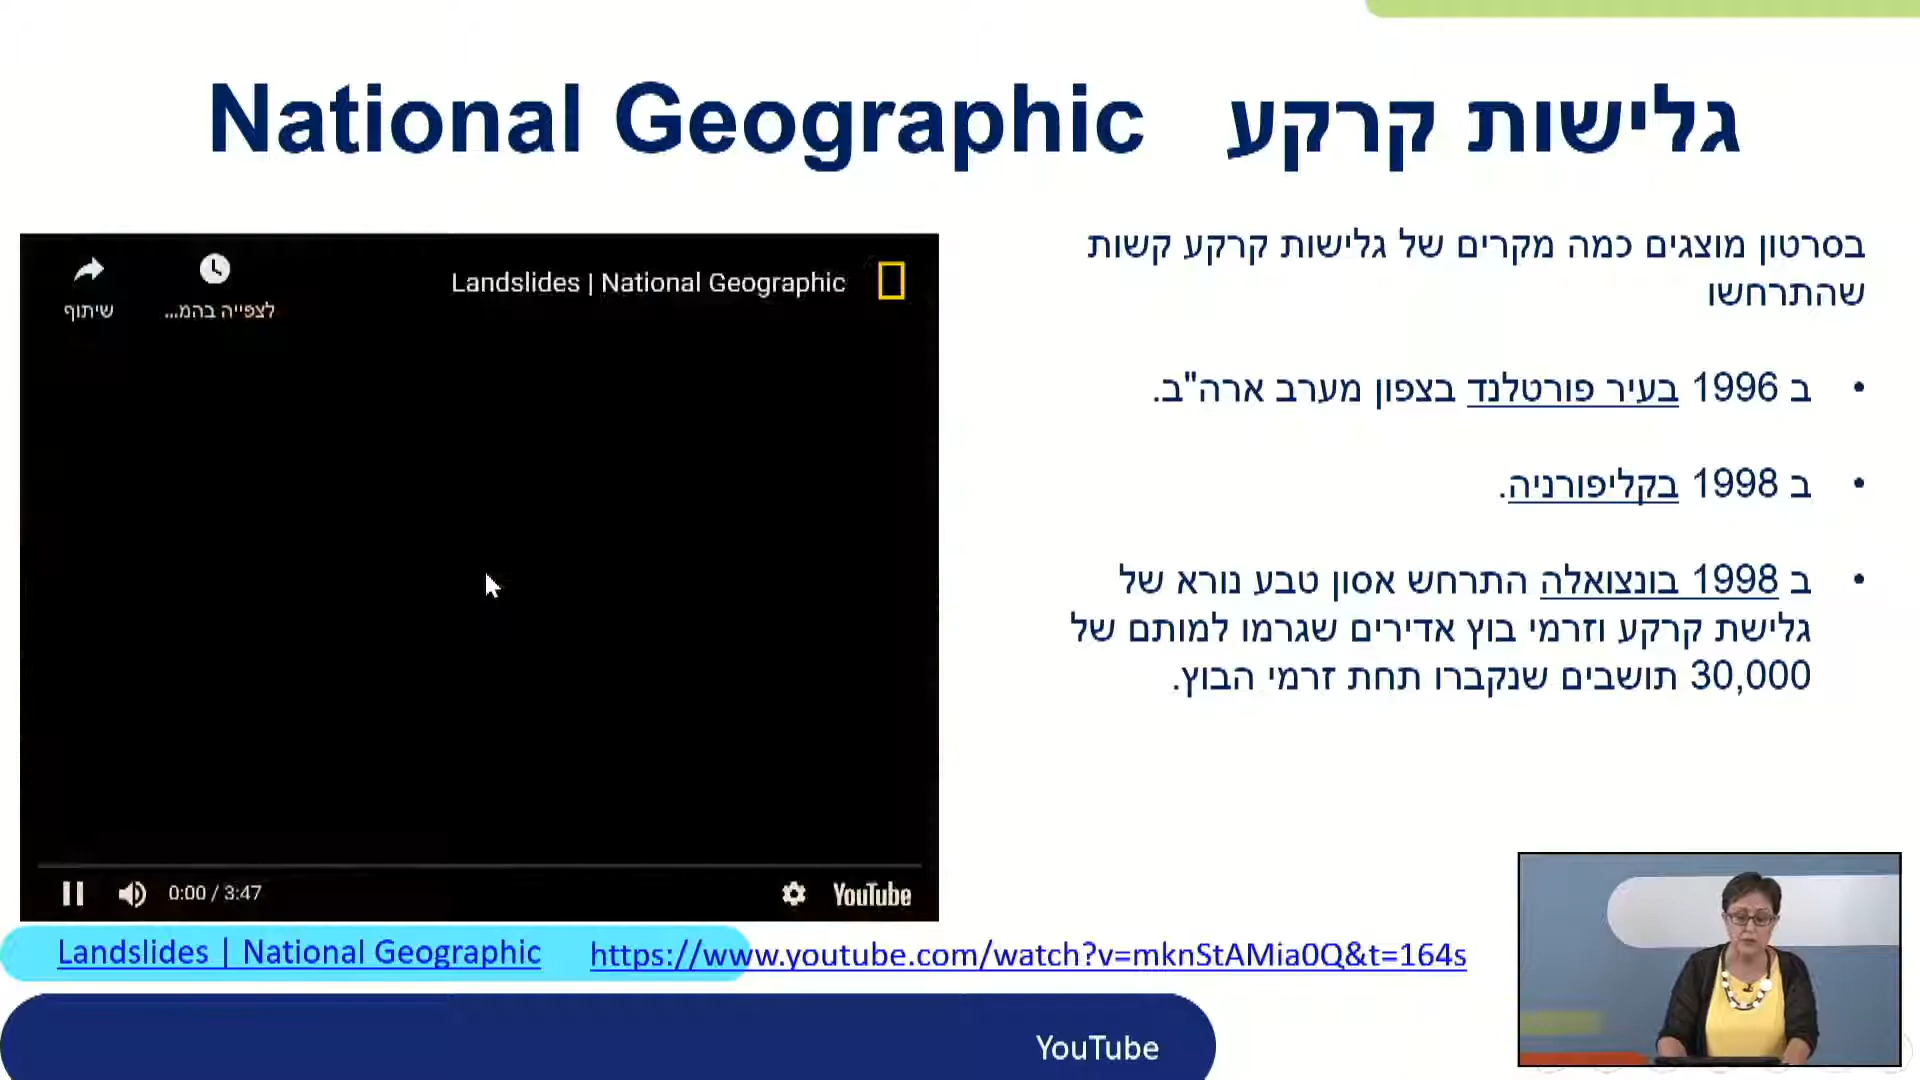 גלישות קרקע National Geographic
בסרטון מוצגים כמה מקרים של גלישות קרקע קשות
שהתרחשו
• ב 1996 בעיר פורטלנד בצפון מערב ארה"ב.
• ב 1998 בקליפורניה.
• ב 1998 בונצואלה התרחש אסון טבע נורא של
גלישת קרקע וזרמי בוץ אדירים שגרמו למותם של
30,000 תושבים שנקברו תחת זרמי הבוץ.
Landslides | National Geographic
לצפייה בהמ...
שיתוף
0:00 / 3:47
YouTube
Landslides | National Geographic
https://www.youtube.com/watch?v=mknStAMia0Q&t=164s
YouTube